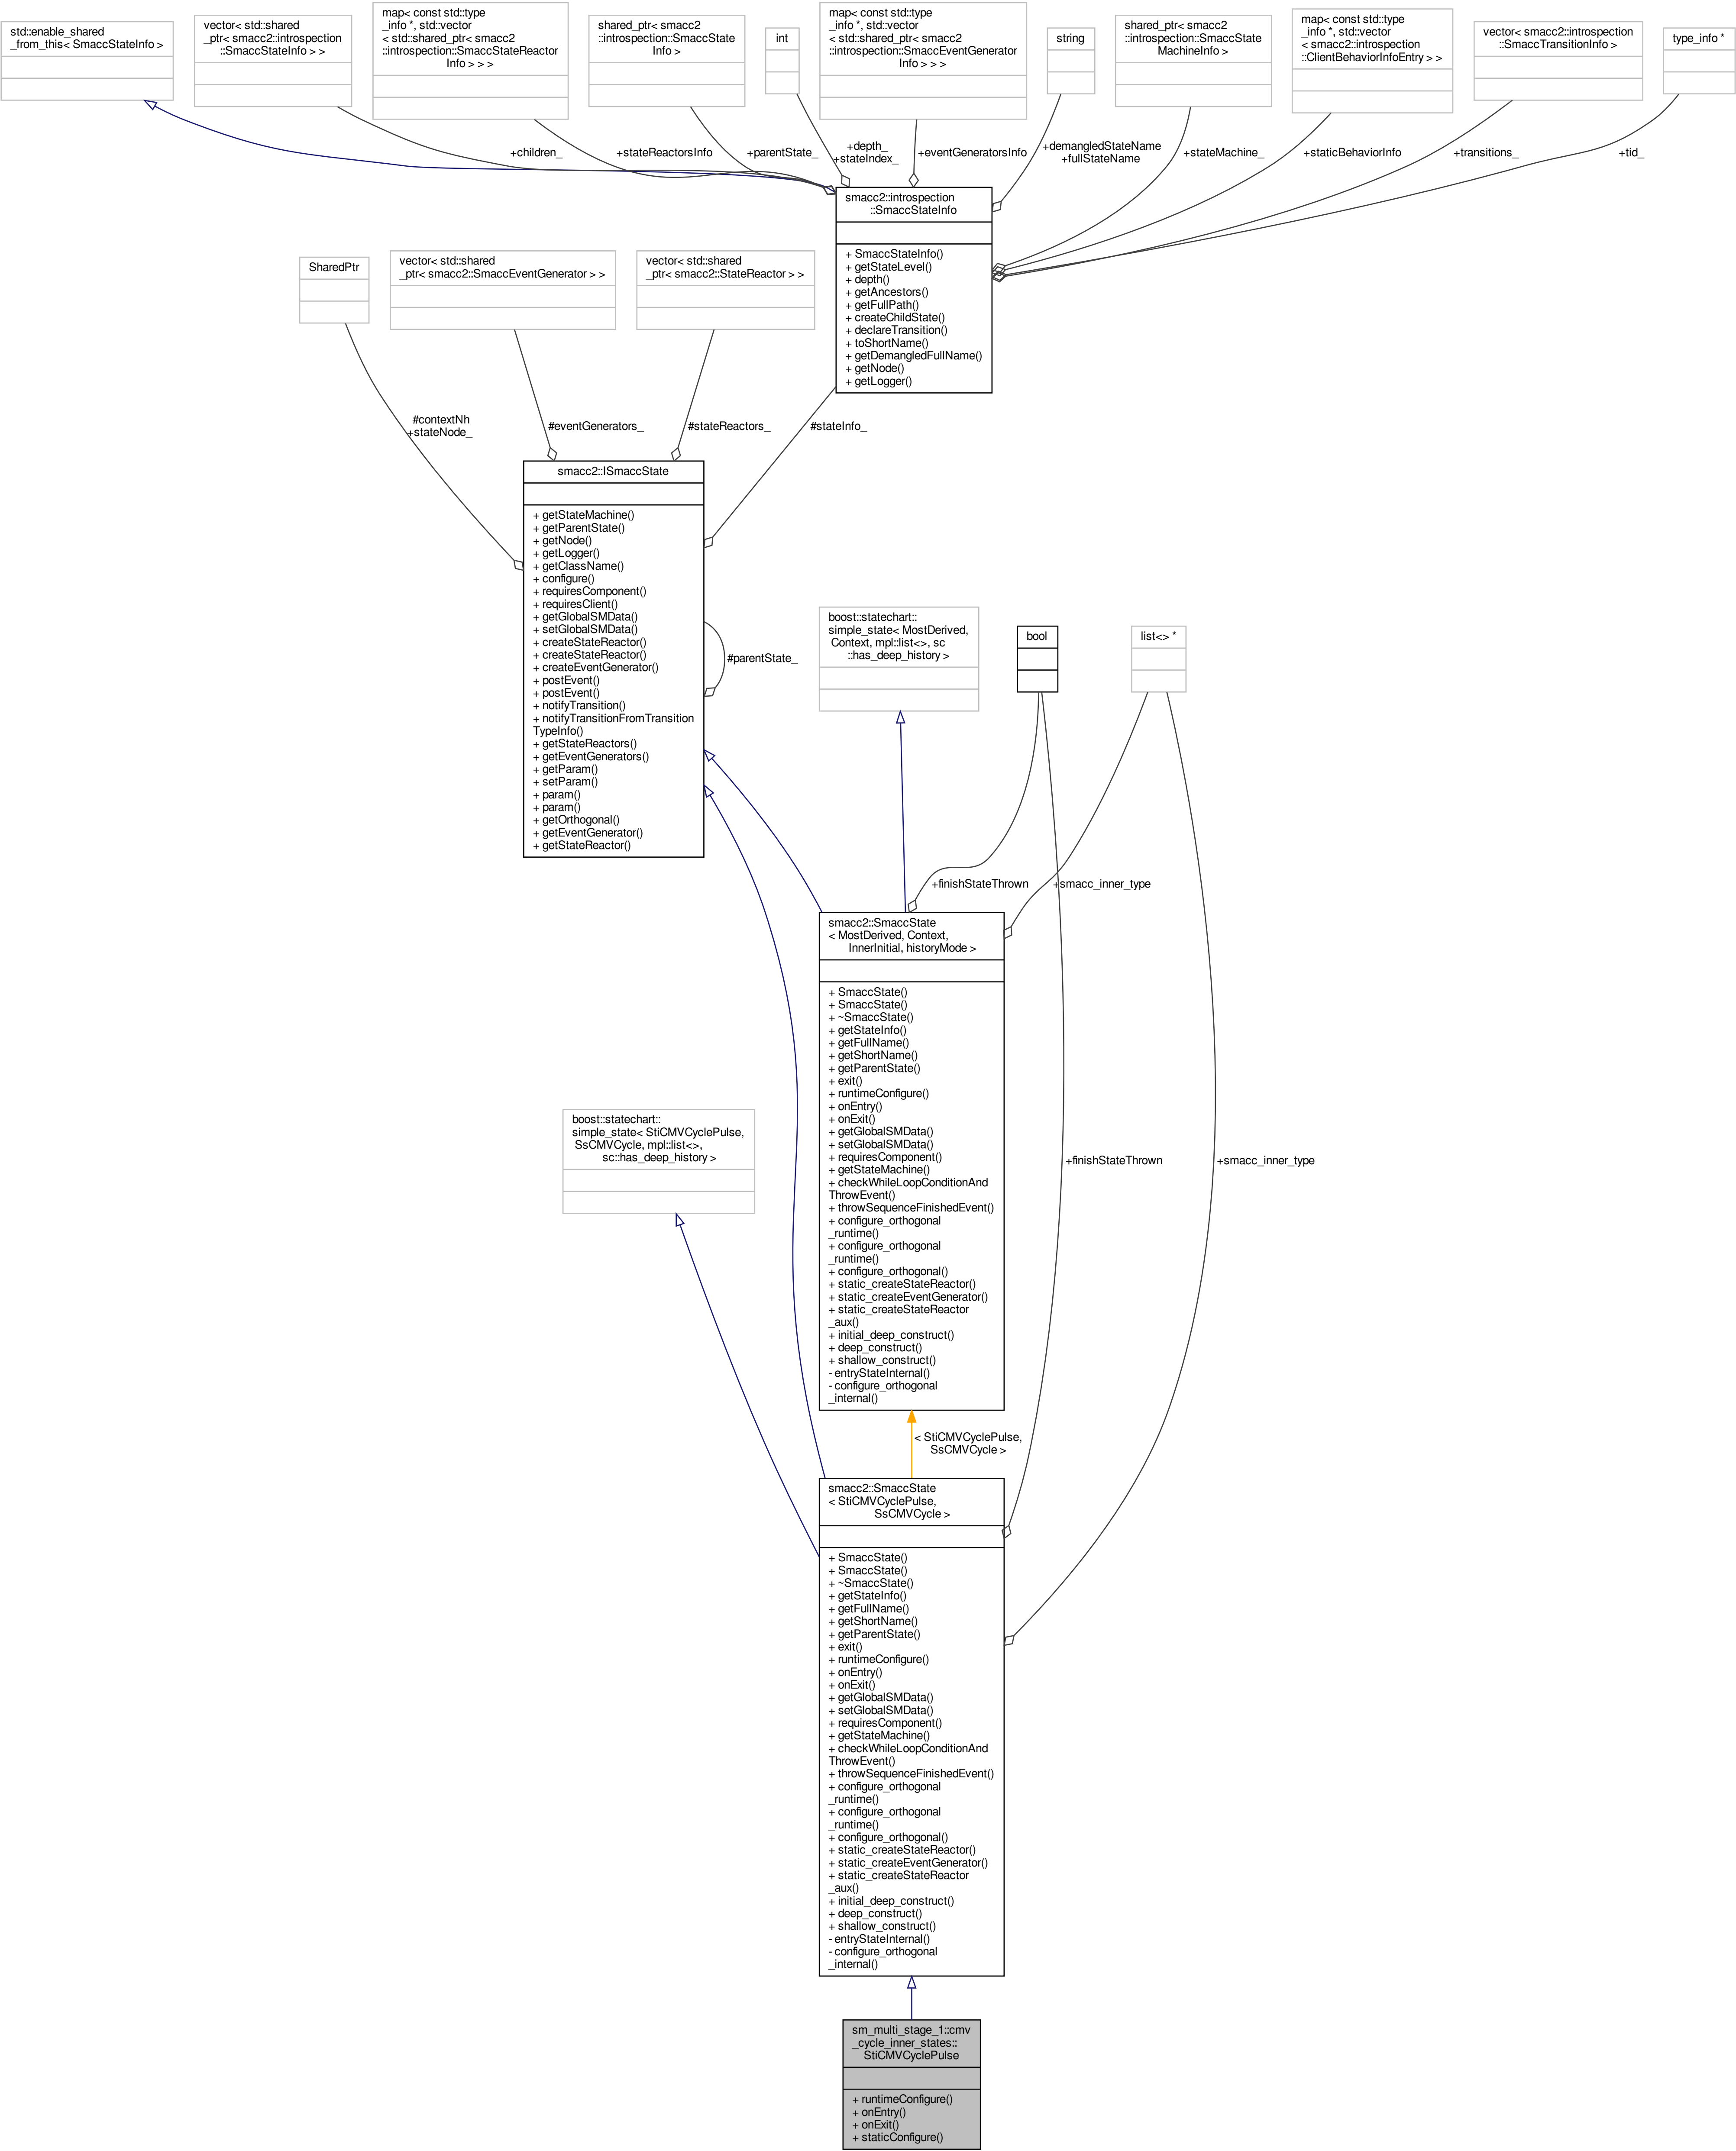 std::enable_shared
_from_this< SmaccStateInfo >
vector< std::shared
_ptr< smacc2::introspection
::SmaccStateInfo > >
map< const std::type
_info *, std::vector
< std::shared_ptr< smacc2
::introspection::SmaccStateReactor
Info > > >
shared_ptr< smacc2
::introspection::SmaccState
Info >
int
map< const std::type
_info *, std::vector
< std::shared_ptr< smacc2
::introspection::SmaccEventGenerator
Info > > >
string
shared_ptr< smacc2
::introspection::SmaccState
MachineInfo >
map< const std::type
_info *, std::vector
< smacc2::introspection
::ClientBehaviorInfoEntry > >
vector< smacc2::introspection
::SmaccTransitionInfo >
type_info *
+children_
+stateReactorsInfo
+parentState_
+depth_
+stateIndex_
+eventGeneratorsInfo
+demangledStateName
+fullStateName
+stateMachine_
+staticBehaviorInfo
+transitions_
+tid_
smacc2::introspection
::SmaccStateInfo
+ SmaccStateInfo()
+ getStateLevel()
+ depth()
+ getAncestors()
+ getFullPath()
+ createChildState()
+ declareTransition()
+ toShortName()
+ getDemangledFullName()
+ getNode()
+ getLogger()
SharedPtr
vector< std::shared
_ptr< smacc2::SmaccEventGenerator > >
vector< std::shared
_ptr< smacc2::StateReactor > >
#contextNh
+stateNode_
#eventGenerators_
#stateReactors_
#stateInfo_
smacc2::ISmaccState
+ getStateMachine()
+ getParentState()
+ getNode()
+ getLogger()
+ getClassName()
+ configure()
+ requiresComponent()
+ requiresClient()
+ getGlobalSMData()
+ setGlobalSMData()
+ createStateReactor()
+ createStateReactor()
+ createEventGenerator()
+ postEvent()
+ postEvent()
+ notifyTransition()
+ notifyTransitionFromTransition
TypeInfo()
+ getStateReactors()
+ getEventGenerators()
+ getParam()
+ setParam()
+ param()
+ param()
+ getOrthogonal()
+ getEventGenerator()
+ getStateReactor()
#parentState_
boost::statechart::
simple_state< MostDerived,
Context, mpl::list<>, sc
::has_deep_history >
bool
list<> *
+finishStateThrown
+smacc_inner_type
smacc2::SmaccState
< MostDerived, Context,
InnerInitial, historyMode >
+ SmaccState()
+ SmaccState()
+ ~SmaccState()
+ getStateInfo()
+ getFullName()
+ getShortName()
+ getParentState()
+ exit()
+ runtimeConfigure()
+ onEntry()
+ onExit()
+ getGlobalSMData()
+ setGlobalSMData()
+ requiresComponent()
+ getStateMachine()
+ checkWhileLoopConditionAnd
ThrowEvent()
+ throwSequenceFinishedEvent()
+ configure_orthogonal
_runtime()
+ configure_orthogonal
_runtime()
+ configure_orthogonal()
+ static_createStateReactor()
+ static_createEventGenerator()
+ static_createStateReactor
_aux()
+ initial_deep_construct()
+ deep_construct()
+ shallow_construct()
- entryStateInternal()
- configure_orthogonal
_internal()
boost::statechart::
simple_state< StiCMVCyclePulse,
SsCMVCycle, mpl::list<>,
sc::has_deep_history >
+finishStateThrown
+smacc_inner_type
< StiCMVCyclePulse,
SsCMVCycle >
smacc2::SmaccState
< StiCMVCyclePulse,
SsCMVCycle >
+ SmaccState()
+ SmaccState()
+ ~SmaccState()
+ getStateInfo()
+ getFullName()
+ getShortName()
+ getParentState()
+ exit()
+ runtimeConfigure()
+ onEntry()
+ onExit()
+ getGlobalSMData()
+ setGlobalSMData()
+ requiresComponent()
+ getStateMachine()
+ checkWhileLoopConditionAnd
ThrowEvent()
+ throwSequenceFinishedEvent()
+ configure_orthogonal
_runtime()
+ configure_orthogonal
_runtime()
+ configure_orthogonal()
+ static_createStateReactor()
+ static_createEventGenerator()
+ static_createStateReactor
_aux()
+ initial_deep_construct()
+ deep_construct()
+ shallow_construct()
- entryStateInternal()
- configure_orthogonal
_internal()
sm_multi_stage_1::cmv
_cycle_inner_states::
StiCMVCyclePulse
+ runtimeConfigure()
+ onEntry()
+ onExit()
+ staticConfigure()